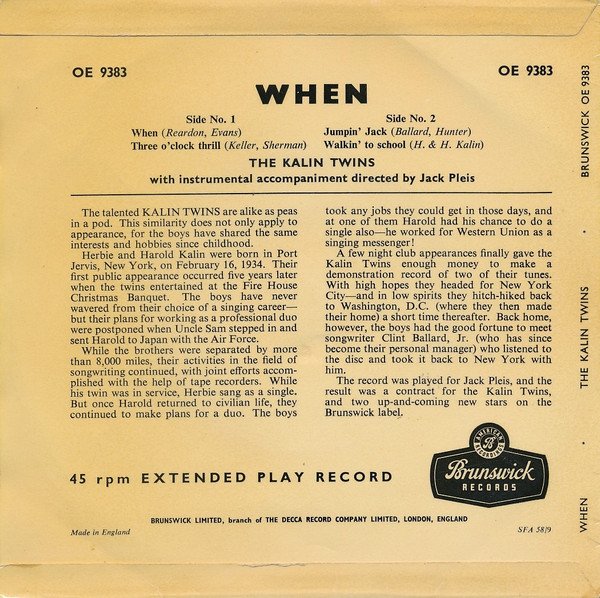 OE 9383
OE 9383
WHEN
Side No. 1
When (Reardon, Evans)
Three o'clock thrill (Keller, Sherman)
Side No. 2
Jumpin' Jack (Ballard, Hunter)
Walkin' to school (H. & H. Kalin)
THE KALIN TWINS
with instrumental accompaniment directed by Jack Pleis
The talented KALIN TWINS are alike as peas
in a pod. This similarity does not only apply to
appearance, for the boys have shared the same
interests and hobbies since childhood.
Herbie and Harold Kalin were born in Port
Jervis, New York, on February 16, 1934. Their
first public appearance occurred five years later
when the twins entertained at the Fire House
Christmas Banquet. The boys have never
wavered from their choice of a singing career—
but their plans for working as a professional duo
were postponed when Uncle Sam stepped in and
sent Harold to Japan with the Air Force.
While the brothers were separated by more
than 8,000 miles, their activities in the field of
songwriting continued, with joint efforts accom-
plished with the help of tape recorders. While
his twin was in service, Herbie sang as a single.
But once Harold returned to civilian life, they
continued to make plans for a duo. The boys
took any jobs they could get in those days, and
at one of them Harold had his chance to do a
single also—he worked for Western Union as a
singing messenger!
A few night club appearances finally gave the
Kalin Twins enough money to make a
demonstration record of two of their tunes.
With high hopes they headed for New York
City—and in low spirits they hitch-hiked back
to Washington, D.C. (where they then made
their home) a short time thereafter. Back home,
however, the boys had the good fortune to meet
songwriter Clint Ballard, Jr. (who has since
become their personal manager) who listened to
the disc and took it back to New York with
him.
The record was played for Jack Pleis, and the
result was a contract for the Kalin Twins,
and two up-and-coming new stars on the
Brunswick label.
45 rpm EXTENDED PLAY RECORD
AMERICAN
B
RECORDINGS
Brunswick
RECORDS
BRUNSWICK LIMITED, branch of THE DECCA RECORD COMPANY LIMITED, LONDON, ENGLAND
Made in England
SFA 58/9
WHEN · THE KALIN TWINS · BRUNSWICK OE 9383